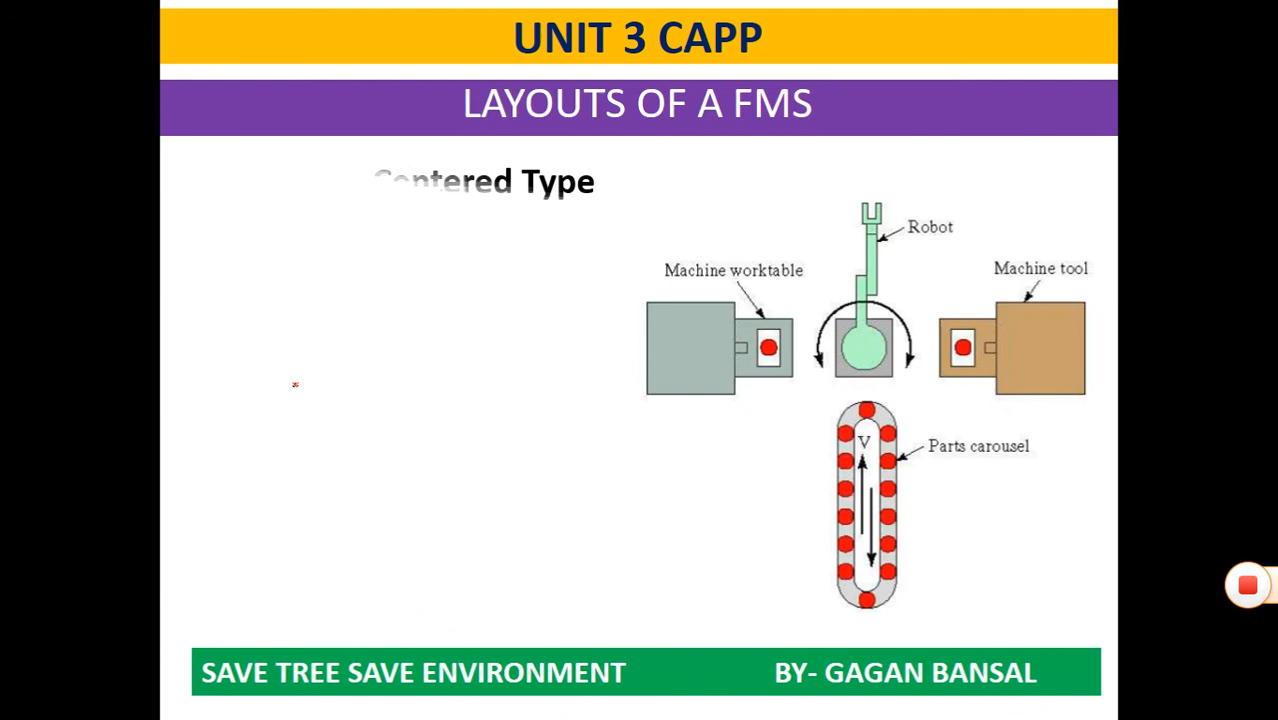 UNIT 3 CAPP
LAYOUTS OF A FMS
Centered Type
Robot
Machine worktable
Machine tool
V
Parts carousel
SAVE TREE SAVE ENVIRONMENT BY- GAGAN BANSAL